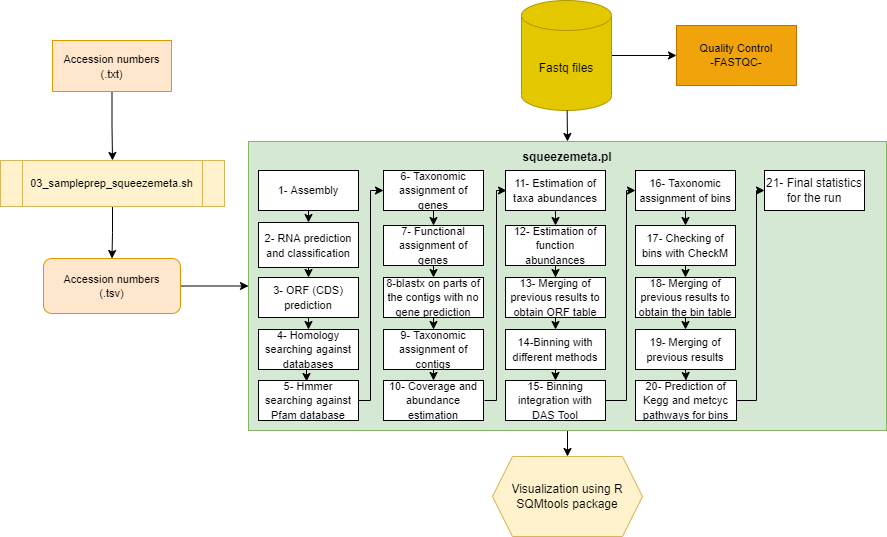 Accession numbers
(.txt)
03_sampleprep_squeezemeta.sh
Accession numbers
(.tsv)
Fastq files
Quality Control
-FASTQC-
squeezemeta.pl
1- Assembly
2- RNA prediction
and classification
3- ORF (CDS)
prediction
4- Homology
searching against
databases
5- Hmmer
searching against
Pfam database
6- Taxonomic
assignment of
genes
7- Functional
assignment of
genes
8-blastx on parts
of the contigs with
no gene prediction
9- Taxonomic
assignment of
contigs
10- Coverage and
abundance
estimation
11- Estimation of
taxa abundances
12- Estimation of
function
abundances
13- Merging of
previous results to
obtain ORF table
14-Binning with
different methods
15- Binning
integration with
DAS Tool
16- Taxonomic
assignment of bins
17- Checking of
bins with CheckM
18- Merging of
previous results to
obtain the bin table
19- Merging of
previous results
20- Prediction of
Kegg and metcyc
pathways for bins
21- Final statistics
for the run
Visualization using R
SQMtools package